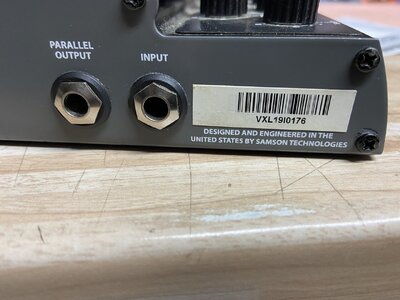 PARALLEL
OUTPUT
INPUT
VXL19I0176
DESIGNED AND ENGINEERED IN THE
UNITED STATES BY SAMSON TECHNOLOGIES